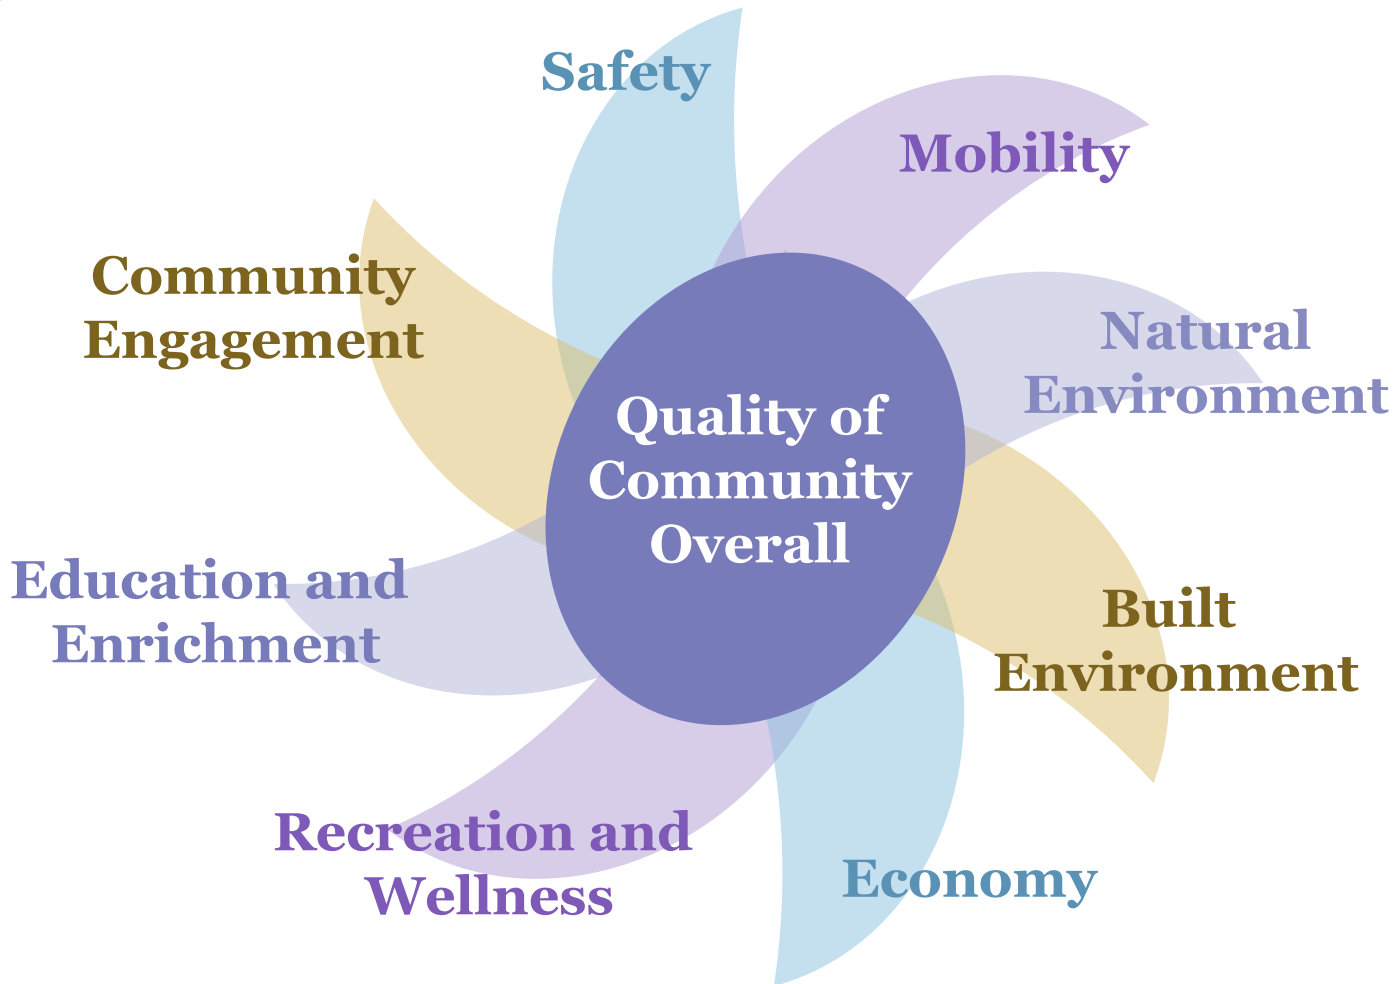 Safety
Mobility
Natural
Environment
Built
Environment
Economy
Recreation and
Wellness
Education and
Enrichment
Community
Engagement
Quality of
Community
Overall